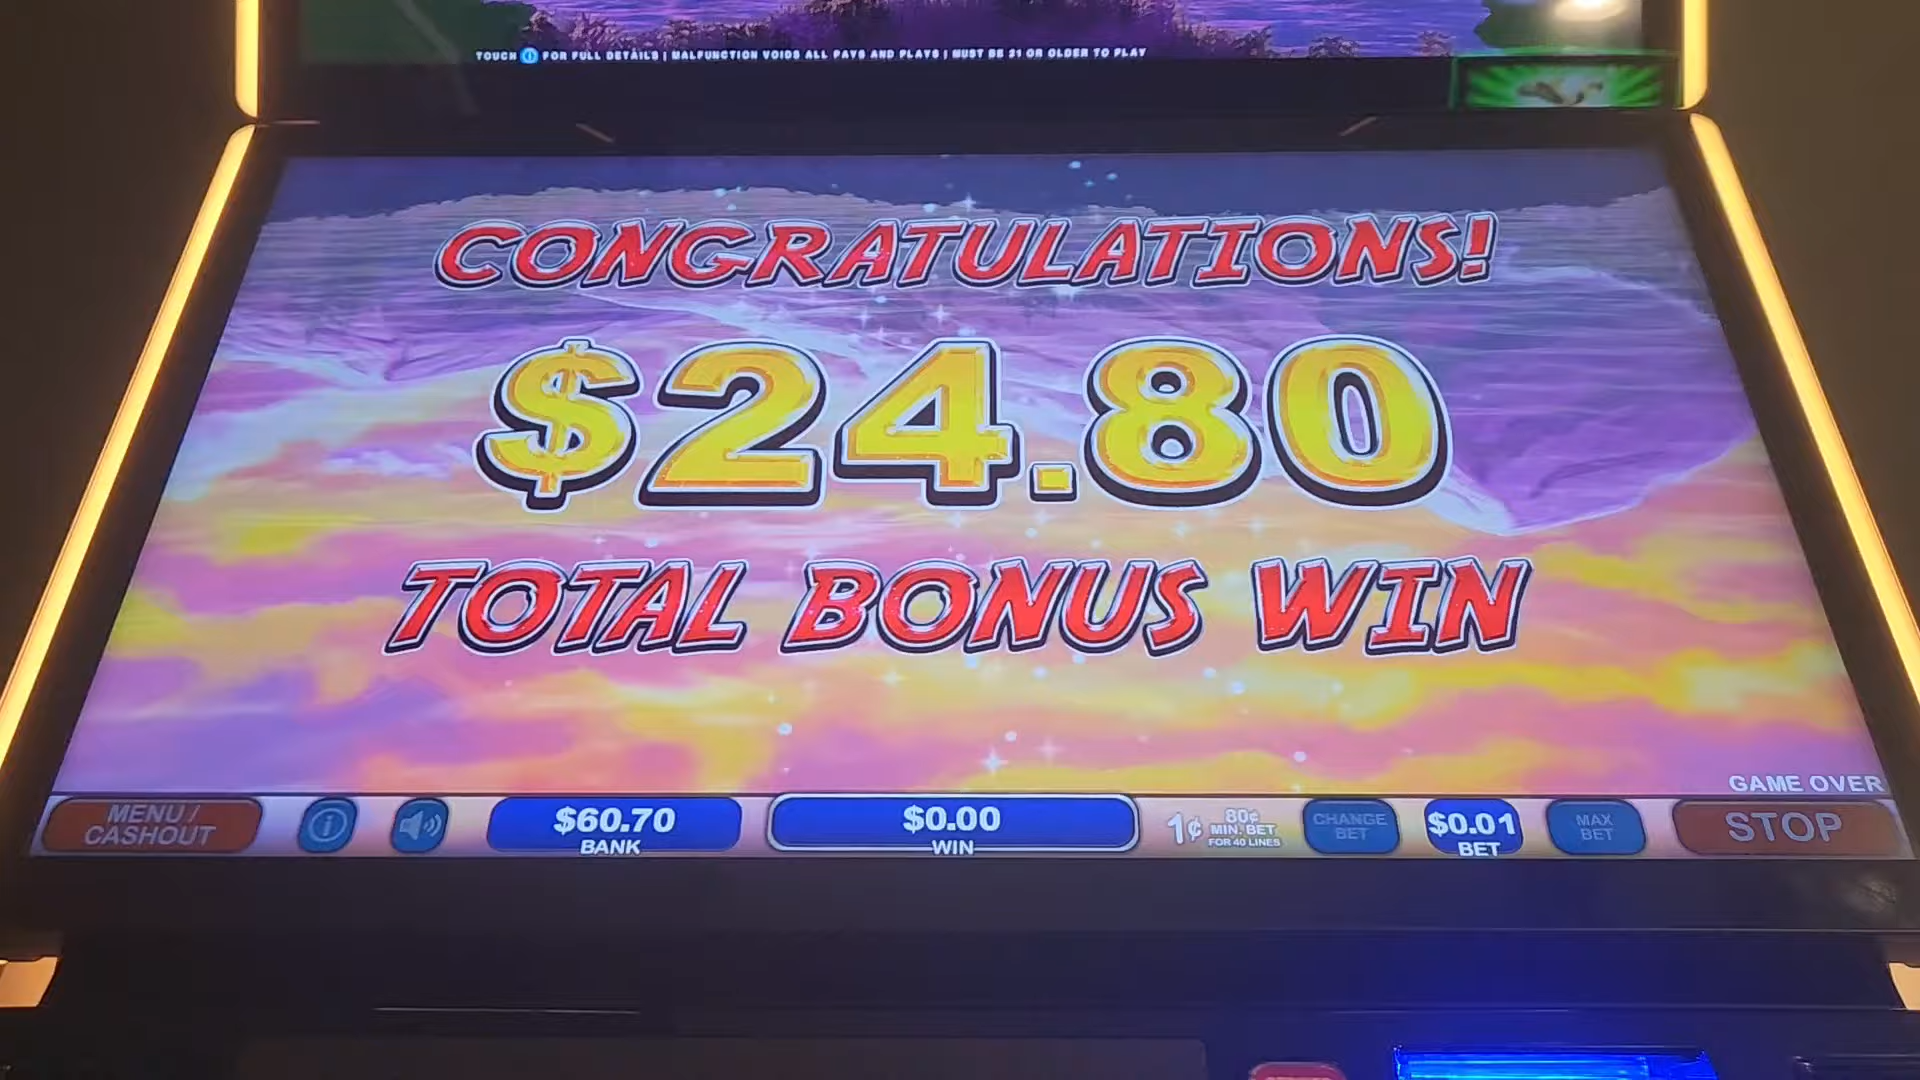 TOUCH i FOR FULL DETAILS | MALFUNCTION VOIDS ALL PAYS AND PLAYS | MUST BE 21 OR OLDER TO PLAY
CONGRATULATIONS!
$24.80
TOTAL BONUS WIN
GAME OVER
MENU /
CASHOUT
i
$60.70
BANK
$0.00
WIN
1¢
80¢
MIN. BET
FOR 40 LINES
CHANGE
BET
$0.01
BET
MAX
BET
STOP